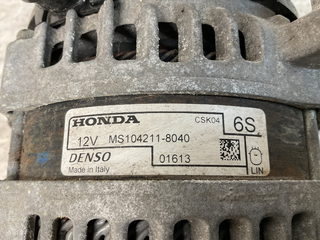 HONDA CSK04 6S
12V MS104211-8040
DENSO 01613
Made in Italy LIN